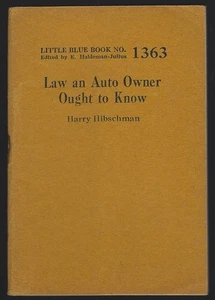 LITTLE BLUE BOOK NO. 1363
Edited by E. Haldeman-Julius
Law an Auto Owner
Ought to Know
Harry Hibschman